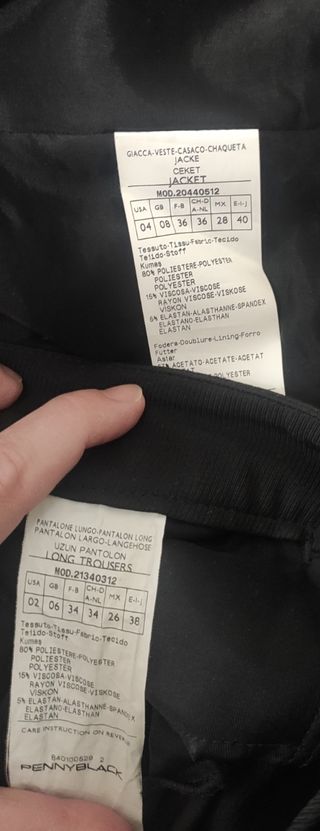 GIACCA-VESTE-CASACO-CHAQUETA
JACKE
CEKET
JACKET
MOD.20440512
USA GB F-B CH-D A-NL MX E-I-J
04 08 36 36 28 40
Tessuto-Tissu-Fabric-Tecido
Tejido-Stoff
Kumas
80% POLIESTERE-POLYESTER
POLIESTER
POLYESTER
15% VISCOSA-VISCOSE
RAYON VISCOSE-VISKOSE
VISKON
5% ELASTAN-ALASTHANNE-SPANDEX
ELASTANO-ELASTHAN
ELASTAN
Fodera-Doublure-Lining-Forro
Futter
Astar
ACETATO-ACETATE-ACETAT
POLYESTER
PANTALONE LUNGO-PANTALON LONG
PANTALON LARGO-LANGEHOSE
UZUN PANTOLON
LONG TROUSERS
MOD.21340312
USA GB F-B CH-D A-NL MX E-I-J
02 06 34 34 26 38
Tessuto-Tissu-Fabric-Tecido
Tejido-Stoff
Kumas
80% POLIESTERE-POLYESTER
POLIESTER
POLYESTER
15% VISCOSA-VISCOSE
RAYON VISCOSE-VISKOSE
VISKON
5% ELASTAN-ALASTHANNE-SPANDEX
ELASTANO-ELASTHAN
ELASTAN
CARE INSTRUCTION ON REVERSE
840100529 2
PENNYBLACK